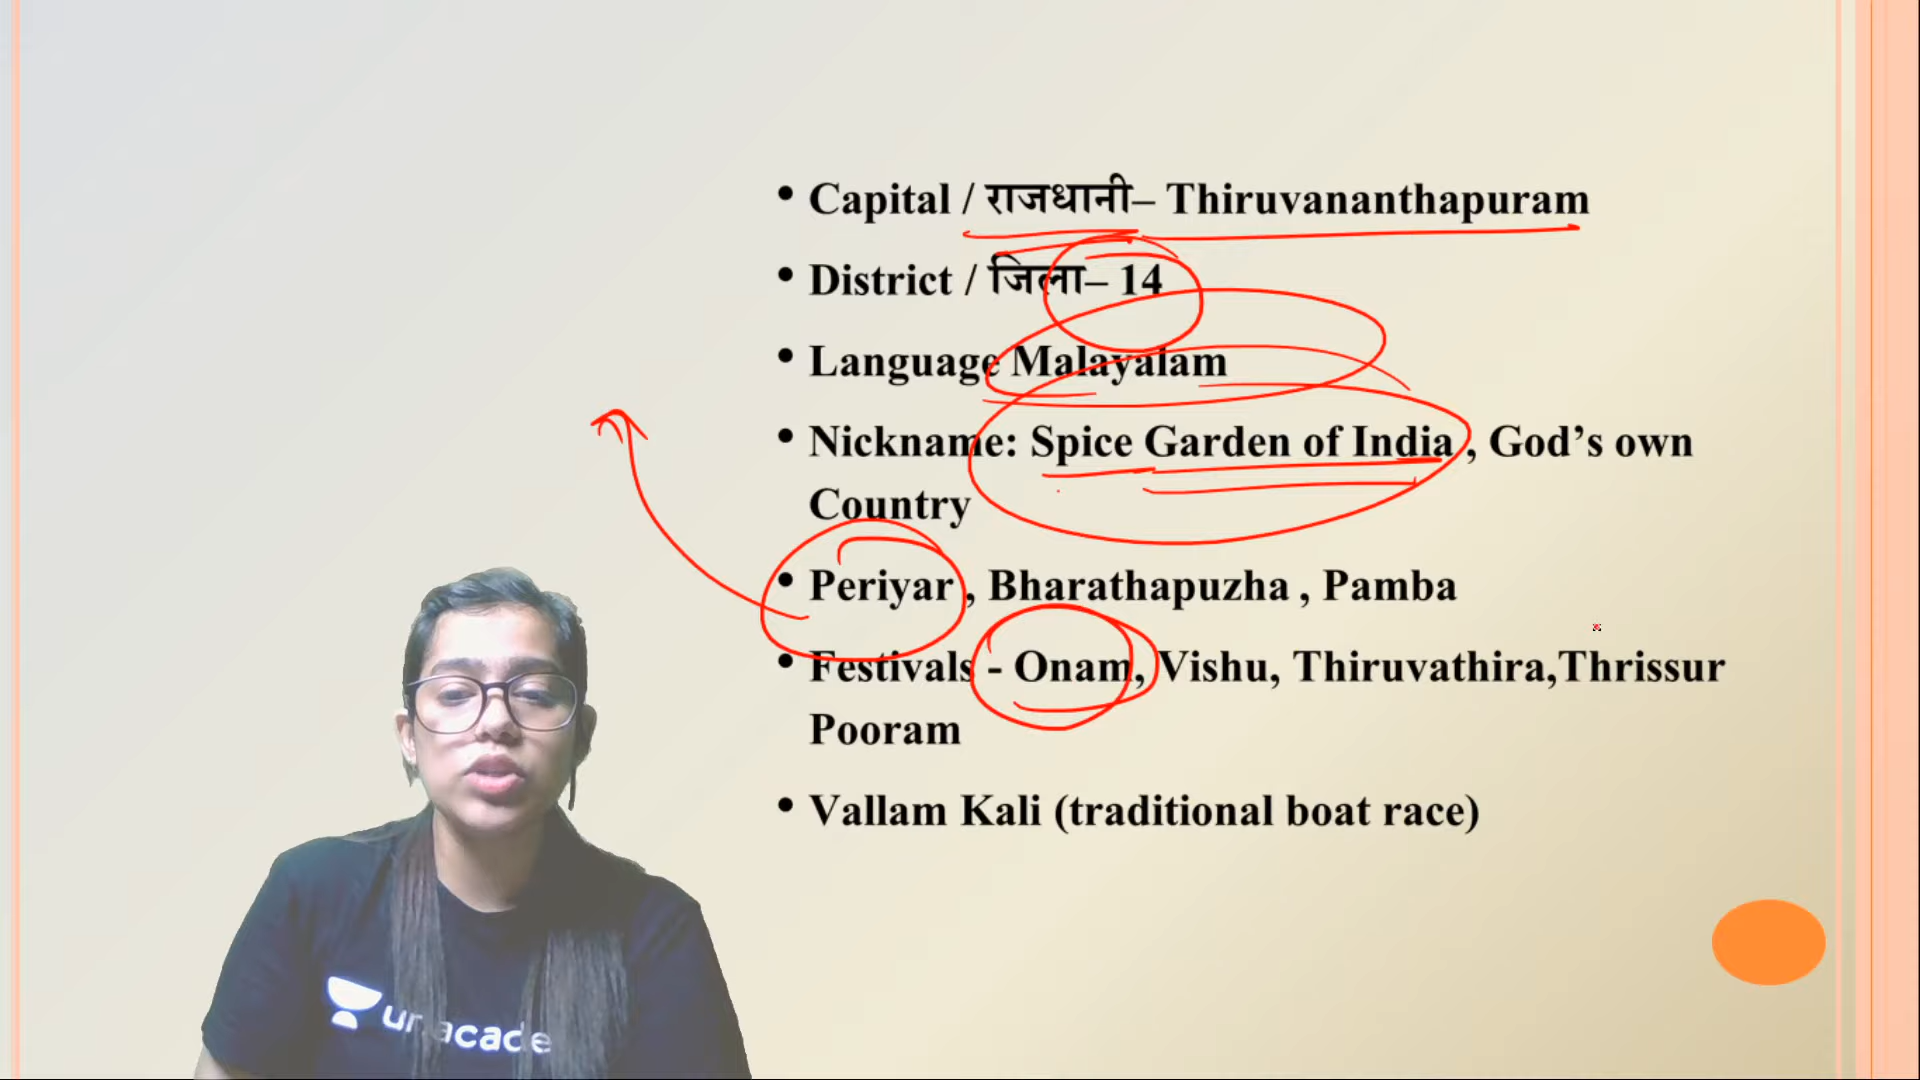 • Capital / राजधानी– Thiruvananthapuram
• District / जिला– 14
• Language Malayalam
• Nickname: Spice Garden of India , God’s own
Country
• Periyar , Bharathapuzha , Pamba
• Festivals - Onam, Vishu, Thiruvathira,Thrissur
Pooram
• Vallam Kali (traditional boat race)